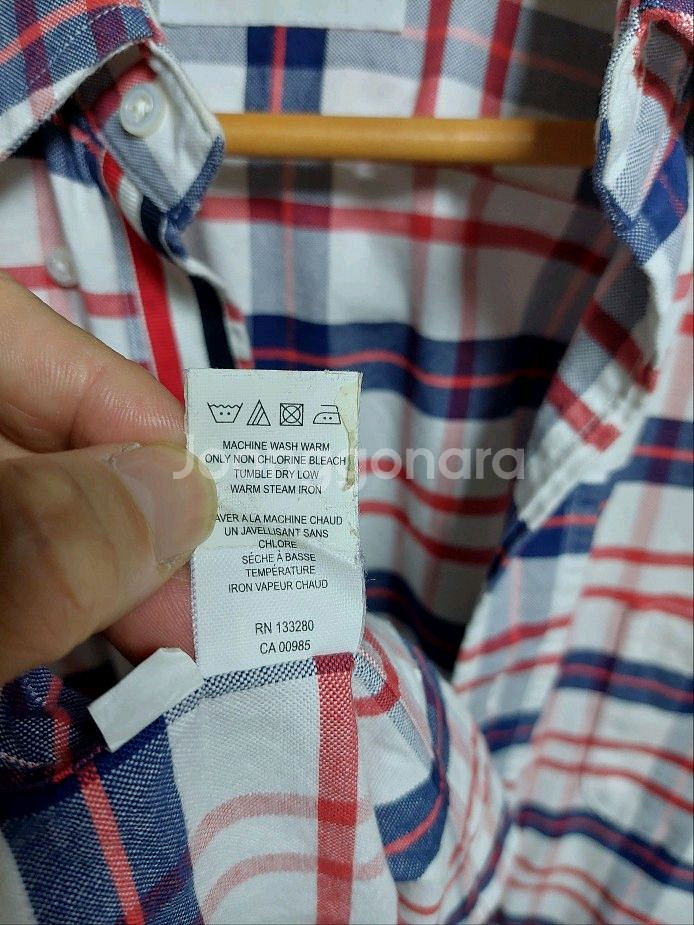 MACHINE WASH WARM
ONLY NON CHLORINE BLEACH
TUMBLE DRY LOW
WARM STEAM IRON
AVER A LA MACHINE CHAUD
UN JAVELLISANT SANS
CHLORE
SÉCHE À BASSE
TEMPÉRATURE
IRON VAPEUR CHAUD
RN 133280
CA 00985